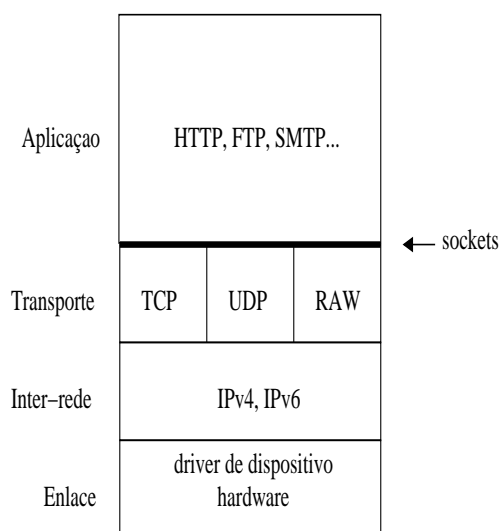 Aplicaçao
HTTP, FTP, SMTP...
sockets
Transporte
TCP
UDP
RAW
Inter−rede
IPv4, IPv6
driver de dispositivo
Enlace
hardware